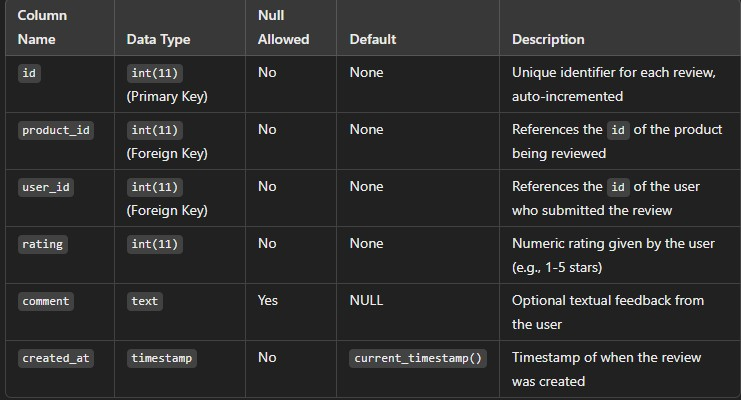 Column Name | Data Type | Null Allowed | Default | Description
id | int(11) (Primary Key) | No | None | Unique identifier for each review, auto-incremented
product_id | int(11) (Foreign Key) | No | None | References the id of the product being reviewed
user_id | int(11) (Foreign Key) | No | None | References the id of the user who submitted the review
rating | int(11) | No | None | Numeric rating given by the user (e.g., 1-5 stars)
comment | text | Yes | NULL | Optional textual feedback from the user
created_at | timestamp | No | current_timestamp() | Timestamp of when the review was created